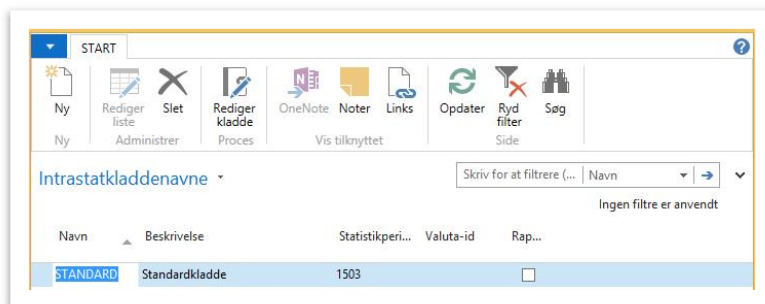 START
Ny
Rediger liste
Slet
Rediger kladde
OneNote
Noter
Links
Opdater
Ryd filter
Søg
Ny
Administrer
Proces
Vis tilknyttet
Side
Intrastatkladdenavne
Skriv for at filtrere (...
Navn
Ingen filtre er anvendt
Navn Beskrivelse Statistikperi... Valuta-id Rap...
STANDARD Standardkladde 1503